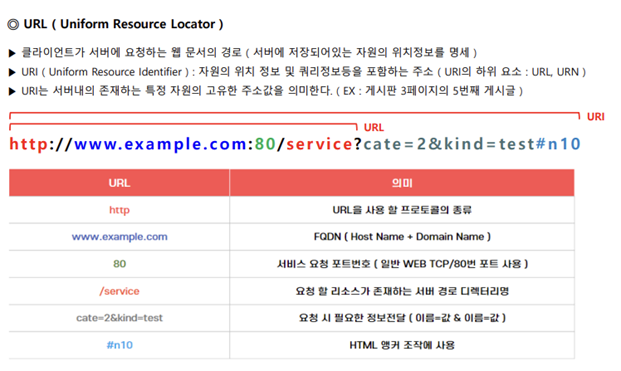 ◎ URL ( Uniform Resource Locator )
▶ 클라이언트가 서버에 요청하는 웹 문서의 경로 ( 서버에 저장되어있는 자원의 위치정보를 명세 )
▶ URI ( Uniform Resource Identifier ) : 자원의 위치 정보 및 쿼리정보등을 포함하는 주소 ( URI의 하위 요소 : URL, URN )
▶ URI는 서버내의 존재하는 특정 자원의 고유한 주소값을 의미한다. ( EX : 게시판 3페이지의 5번째 게시글 )
URI
URL
http://www.example.com:80/service?cate=2&kind=test#n10
URL 의미
http URL을 사용 할 프로토콜의 종류
www.example.com FQDN ( Host Name + Domain Name )
80 서비스 요청 포트번호 ( 일반 WEB TCP/80번 포트 사용 )
/service 요청 할 리소스가 존재하는 서버 경로 디렉터리명
cate=2&kind=test 요청 시 필요한 정보전달 ( 이름=값 & 이름=값 )
#n10 HTML 앵커 조작에 사용